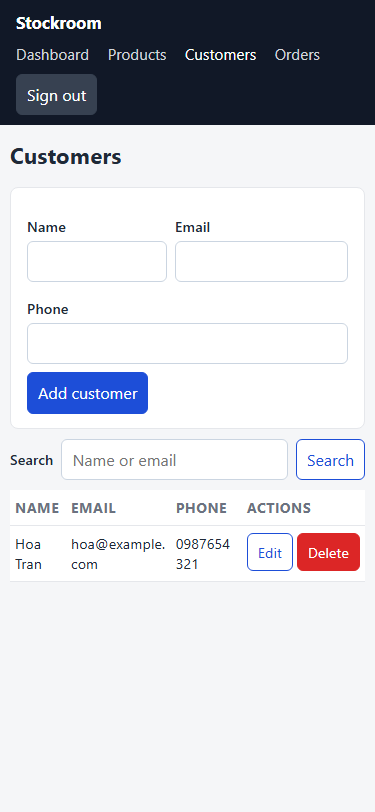 Stockroom
Dashboard Products Customers Orders
Sign out
Customers
Name Email
Phone
Add customer
Search Name or email Search
NAME EMAIL PHONE ACTIONS
Hoa hoa@example. 0987654 Edit Delete
Tran com 321